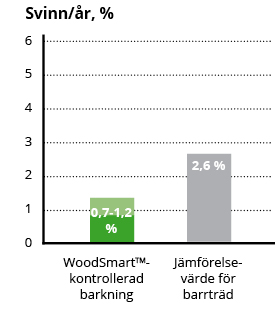 Svinn/år, %
6
5
4
3
2
1
0
0,7-1,2
%
2,6 %
WoodSmart™-
kontrollerad
barkning
Jämförelse-
värde för
barrträd